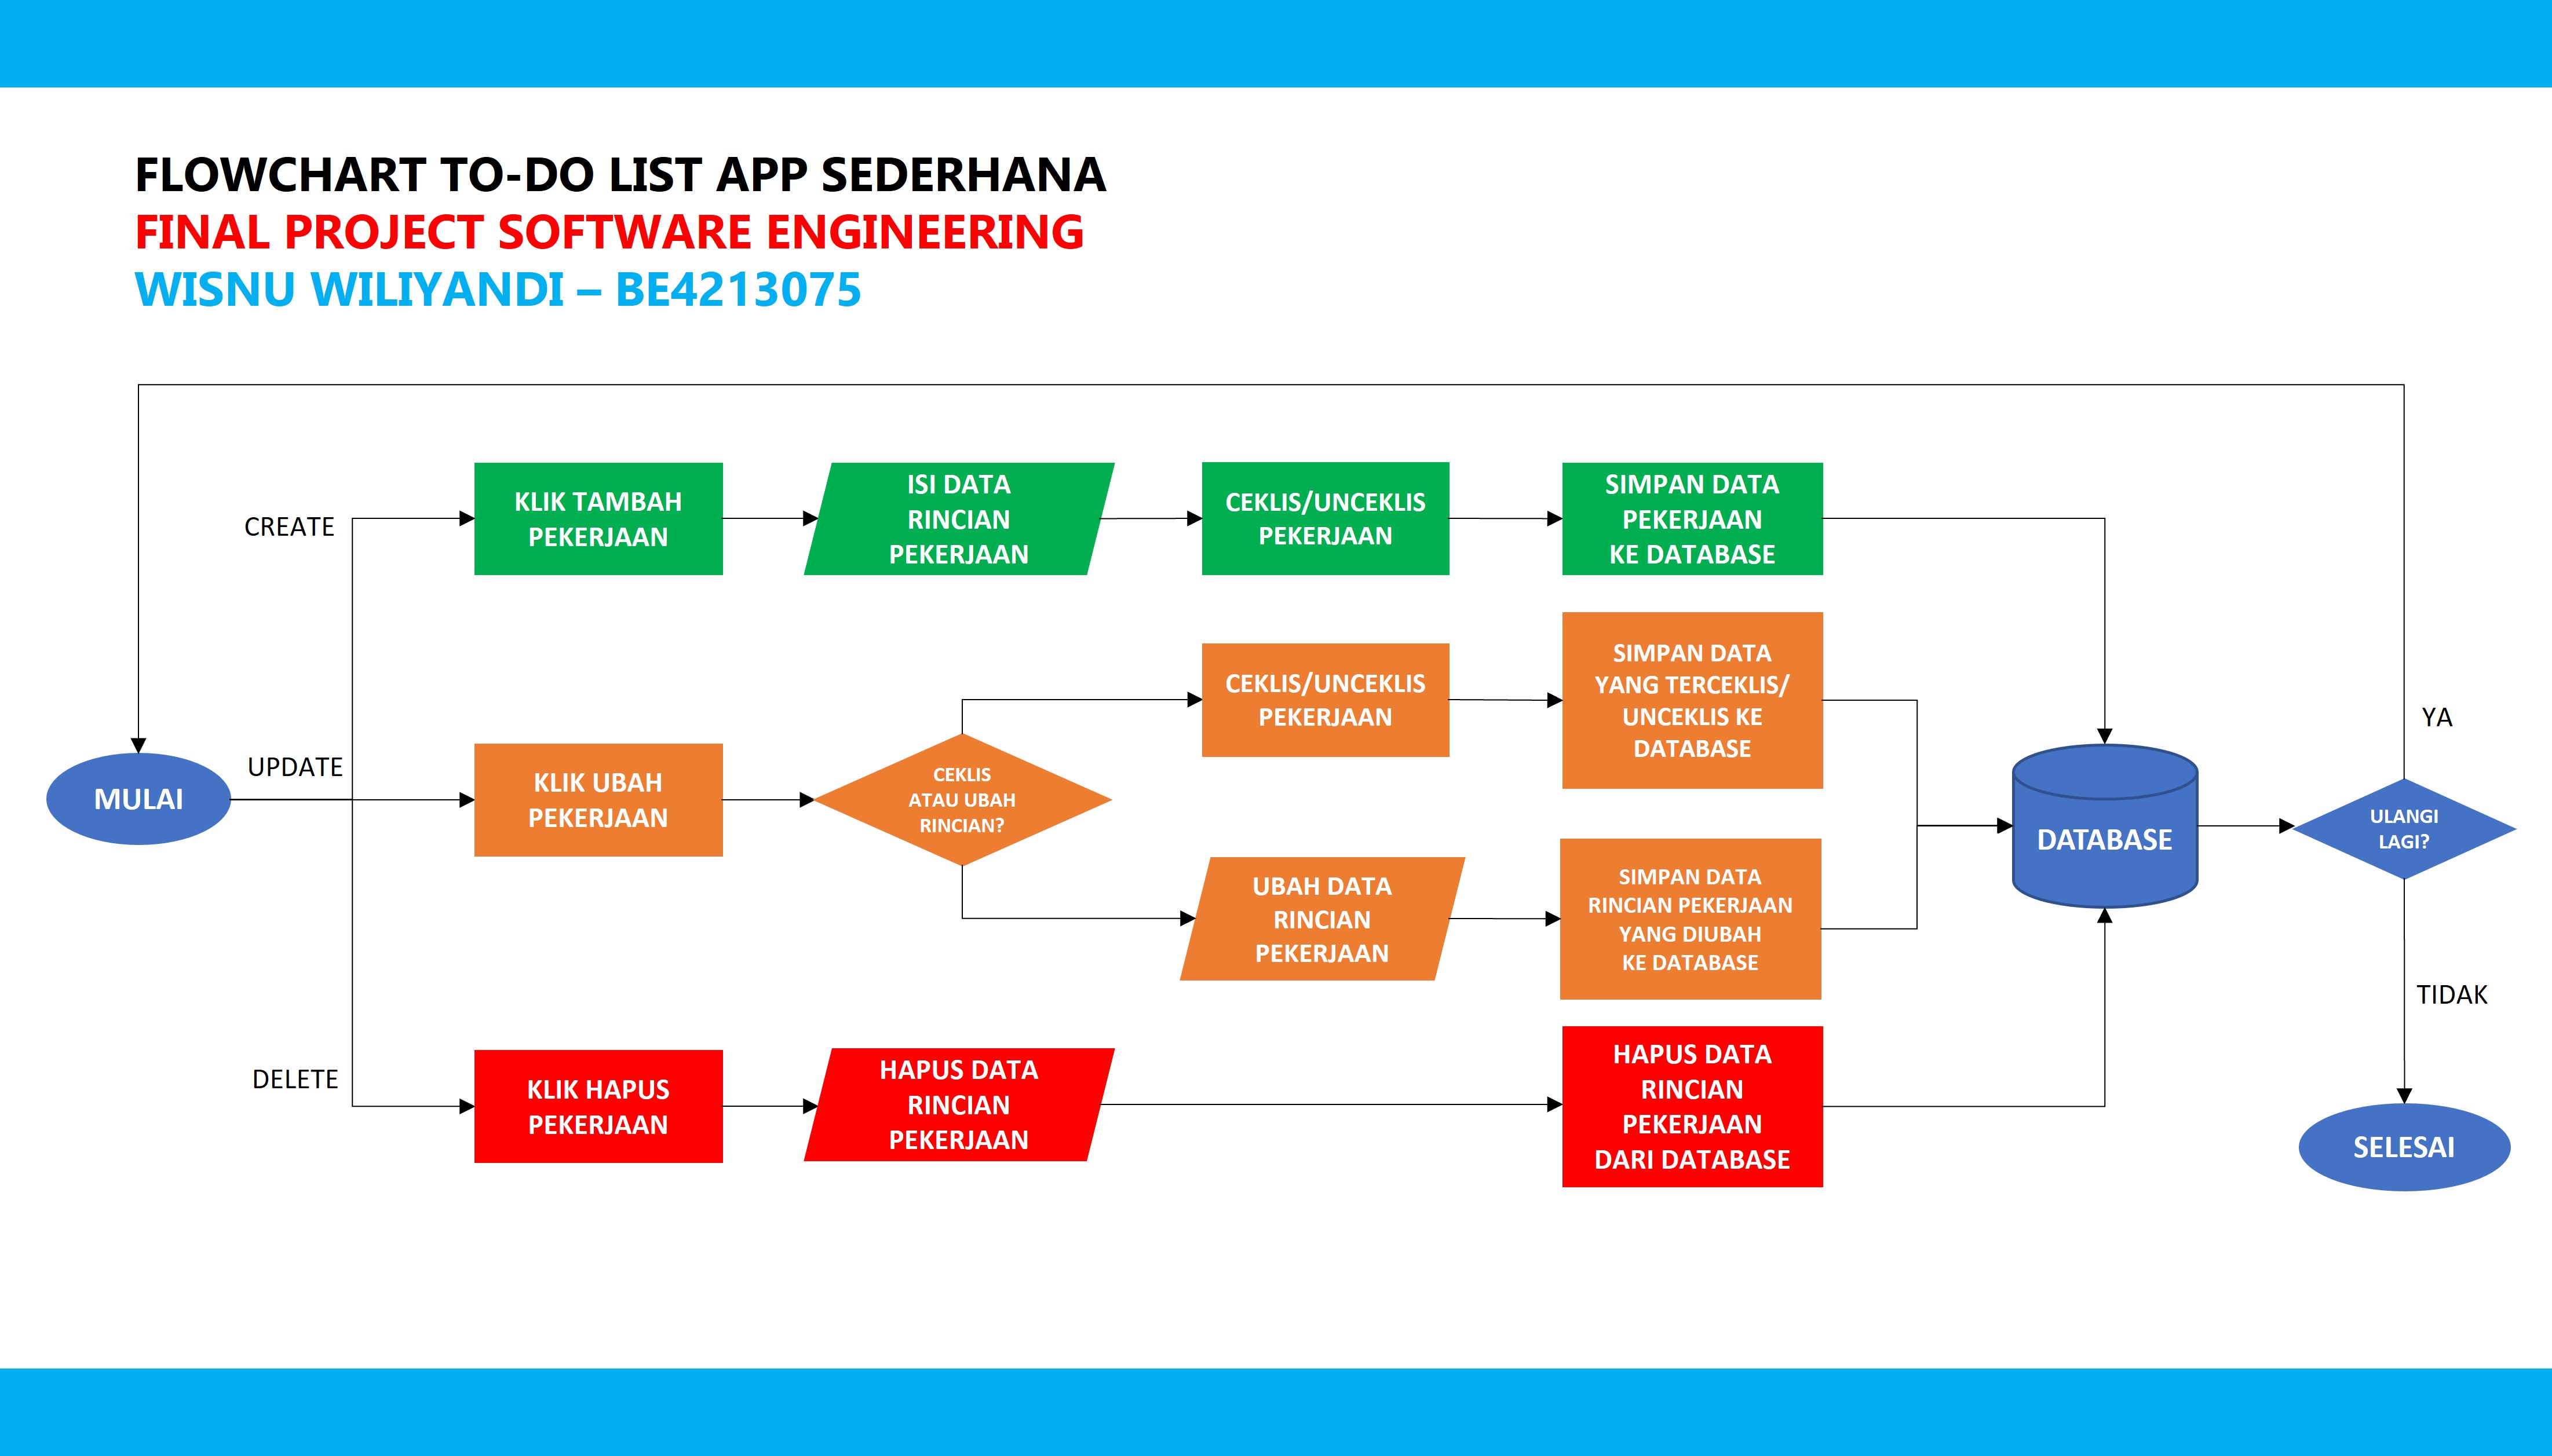 FLOWCHART TO-DO LIST APP SEDERHANA
FINAL PROJECT SOFTWARE ENGINEERING
WISNU WILIYANDI – BE4213075
CREATE
KLIK TAMBAH
PEKERJAAN
ISI DATA
RINCIAN
PEKERJAAN
CEKLIS/UNCEKLIS
PEKERJAAN
SIMPAN DATA
PEKERJAAN
KE DATABASE
MULAI
UPDATE
KLIK UBAH
PEKERJAAN
CEKLIS
ATAU UBAH
RINCIAN?
CEKLIS/UNCEKLIS
PEKERJAAN
SIMPAN DATA
YANG TERCEKLIS/
UNCEKLIS KE
DATABASE
UBAH DATA
RINCIAN
PEKERJAAN
SIMPAN DATA
RINCIAN PEKERJAAN
YANG DIUBAH
KE DATABASE
DELETE
KLIK HAPUS
PEKERJAAN
HAPUS DATA
RINCIAN
PEKERJAAN
HAPUS DATA
RINCIAN
PEKERJAAN
DARI DATABASE
DATABASE
ULANGI
LAGI?
YA
TIDAK
SELESAI